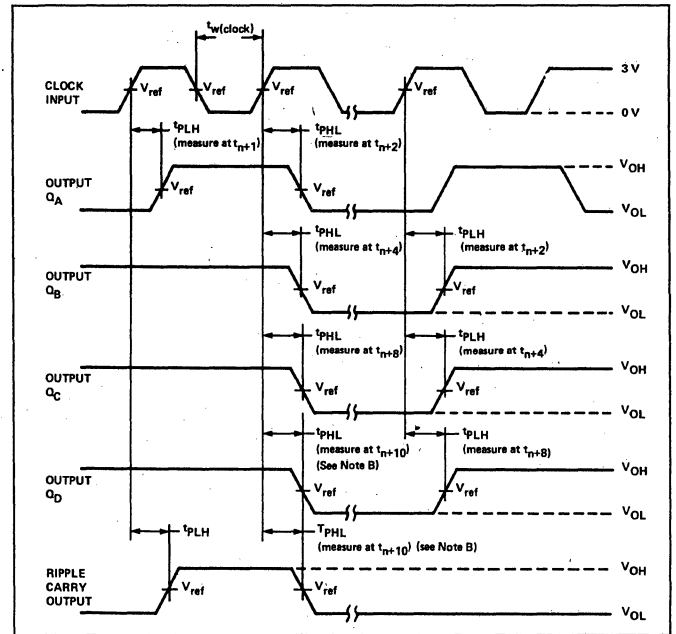 tw(clock)
3 V
CLOCK
INPUT
Vref
Vref
Vref
Vref
0 V
tPLH
(measure at tn+1)
tPHL
(measure at tn+2)
OUTPUT
QA
Vref
Vref
VOH
VOL
tPHL
(measure at tn+4)
tPLH
(measure at tn+2)
OUTPUT
QB
Vref
Vref
VOH
VOL
tPHL
(measure at tn+8)
tPLH
(measure at tn+4)
OUTPUT
QC
Vref
Vref
VOH
VOL
tPHL
(measure at tn+10)
(See Note B)
tPLH
(measure at tn+8)
OUTPUT
QD
Vref
Vref
VOH
VOL
tPLH
TPHL
(measure at tn+10) (see Note B)
RIPPLE
CARRY
OUTPUT
Vref
Vref
VOH
VOL